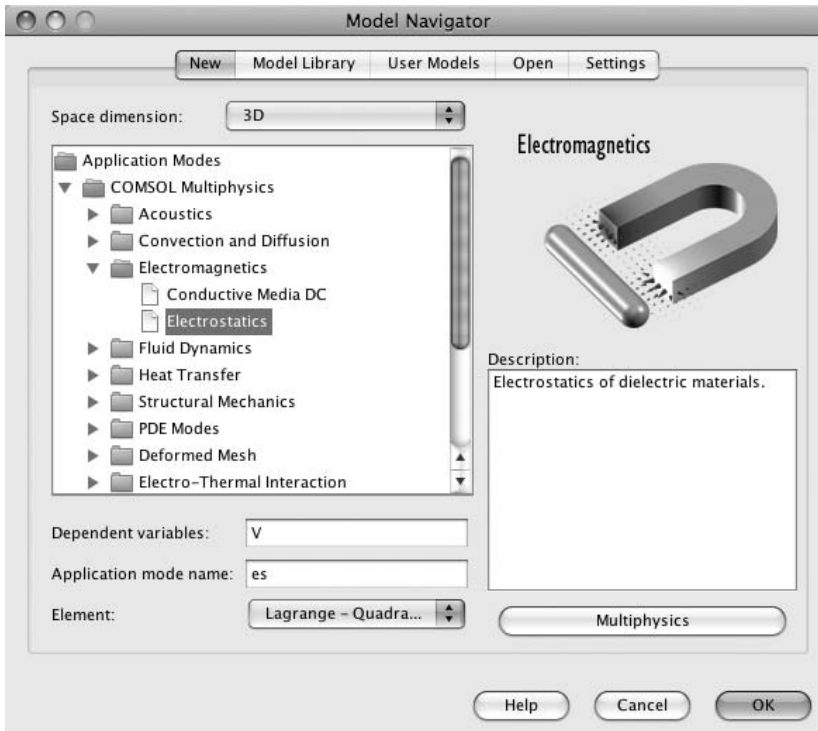 Model Navigator
New Model Library User Models Open Settings
Space dimension: 3D
Application Modes
COMSOL Multiphysics
Acoustics
Convection and Diffusion
Electromagnetics
Conductive Media DC
Electrostatics
Fluid Dynamics
Heat Transfer
Structural Mechanics
PDE Modes
Deformed Mesh
Electro-Thermal Interaction
Dependent variables: V
Application mode name: es
Element: Lagrange - Quadra...
Electromagnetics
Description:
Electrostatics of dielectric materials.
Multiphysics
Help Cancel OK